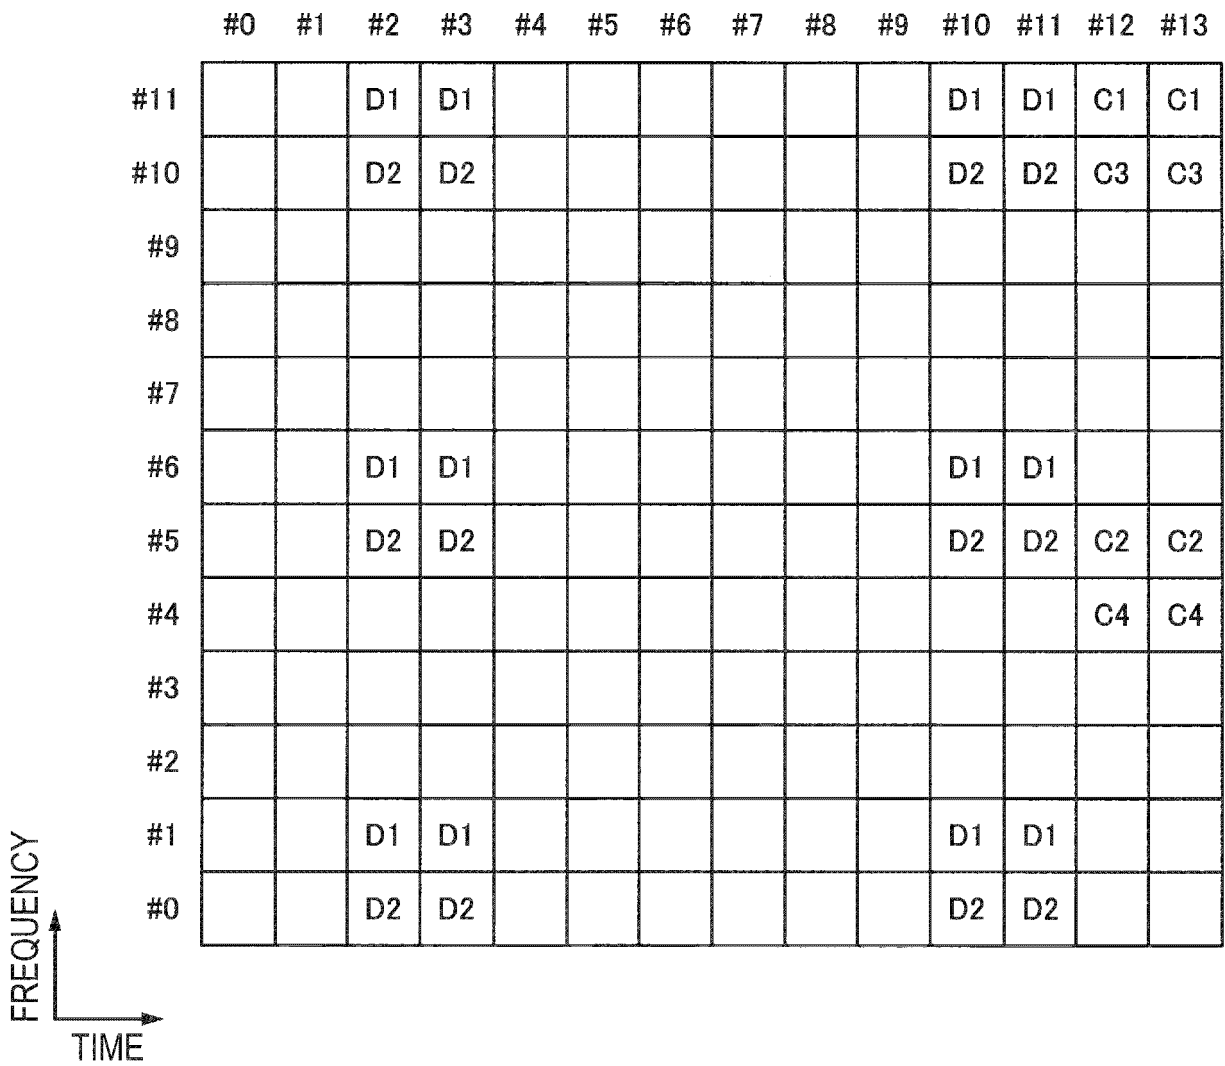 #0 #1 #2 #3 #4 #5 #6 #7 #8 #9 #10 #11 #12 #13
#11 D1 D1 D1 D1 C1 C1
#10 D2 D2 D2 D2 C3 C3
#9
#8
#7
#6 D1 D1 D1 D1
#5 D2 D2 D2 D2 C2 C2
#4 C4 C4
#3
#2
#1 D1 D1 D1 D1
#0 D2 D2 D2 D2
FREQUENCY
TIME